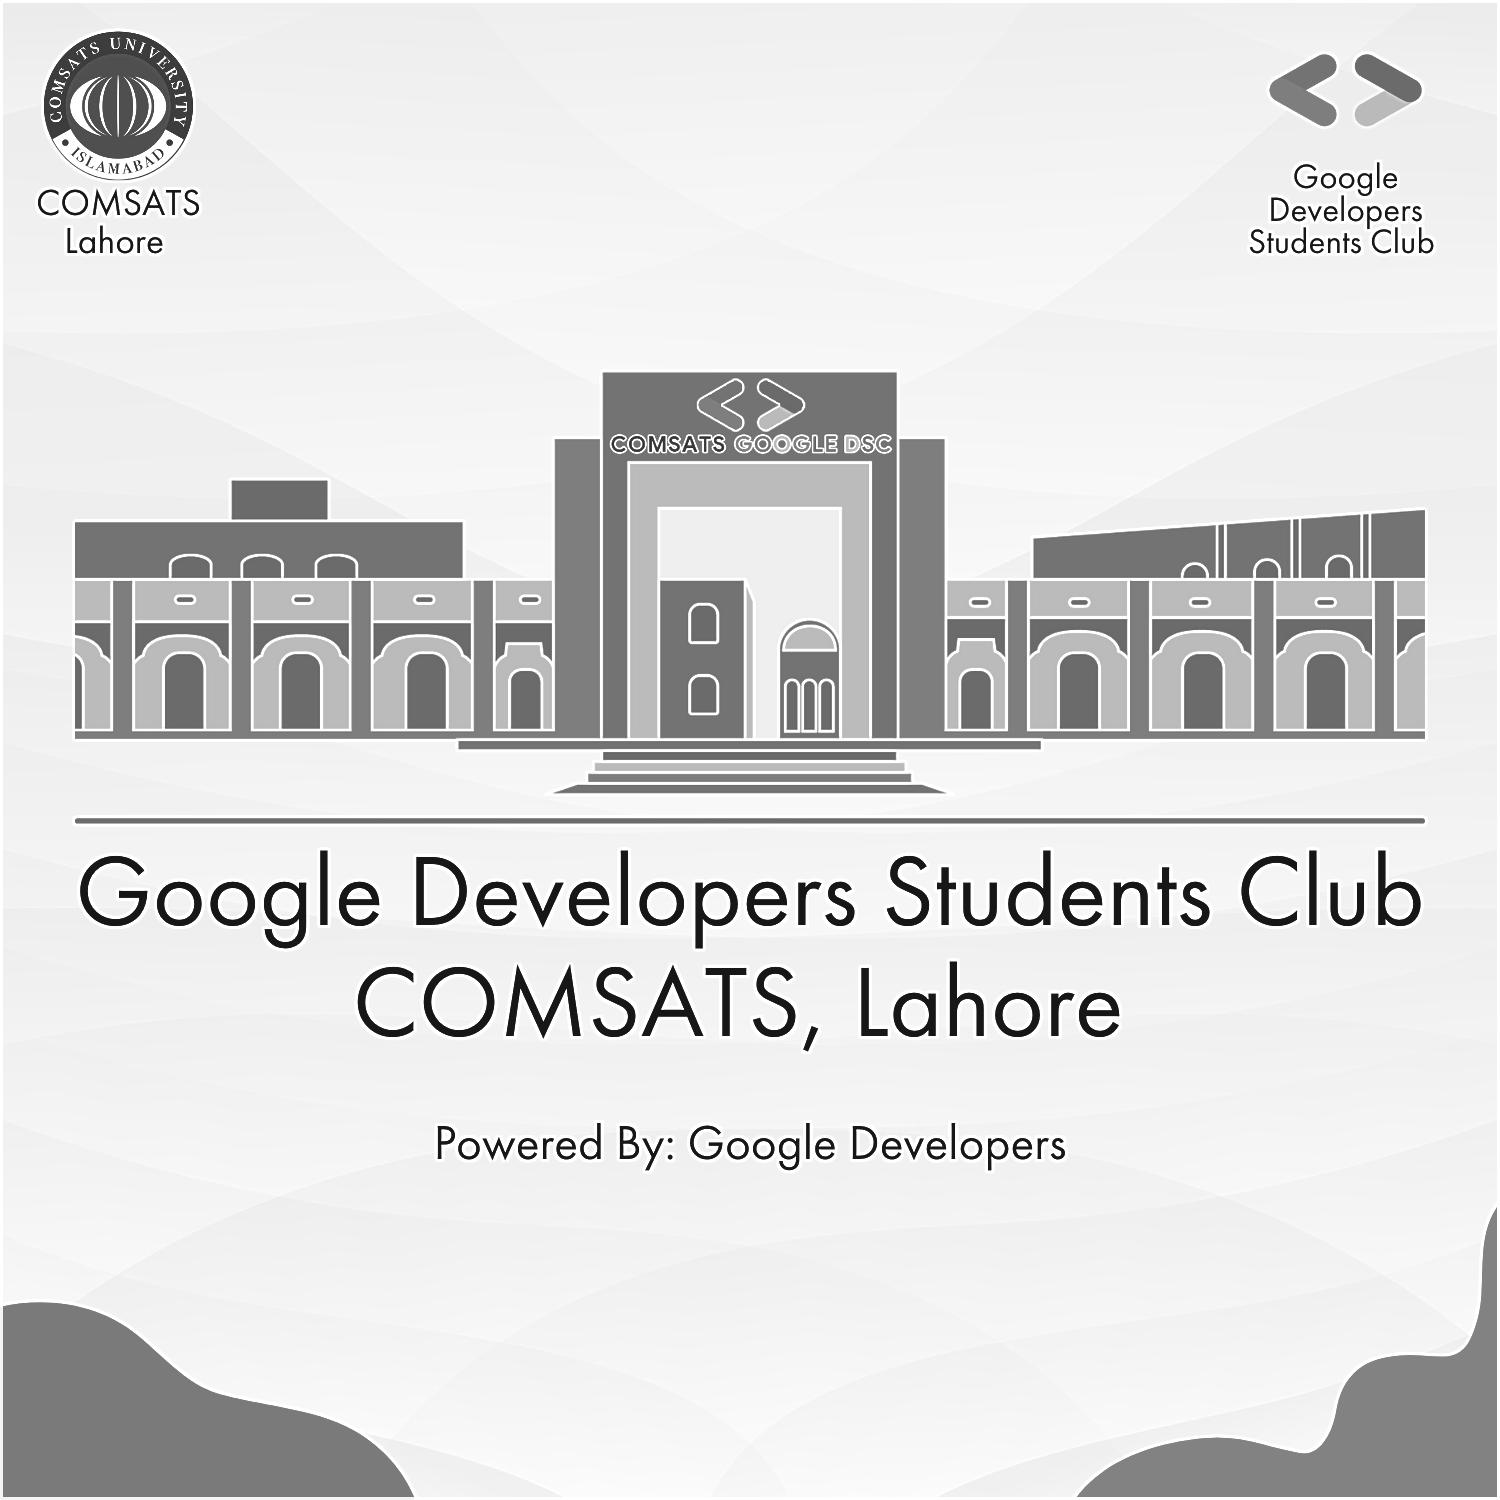 COMSATS UNIVERSITY
ISLAMABAD
COMSATS
Lahore
Google
Developers
Students Club
COMSATS GOOGLE DSC
Google Developers Students Club
COMSATS, Lahore
Powered By: Google Developers